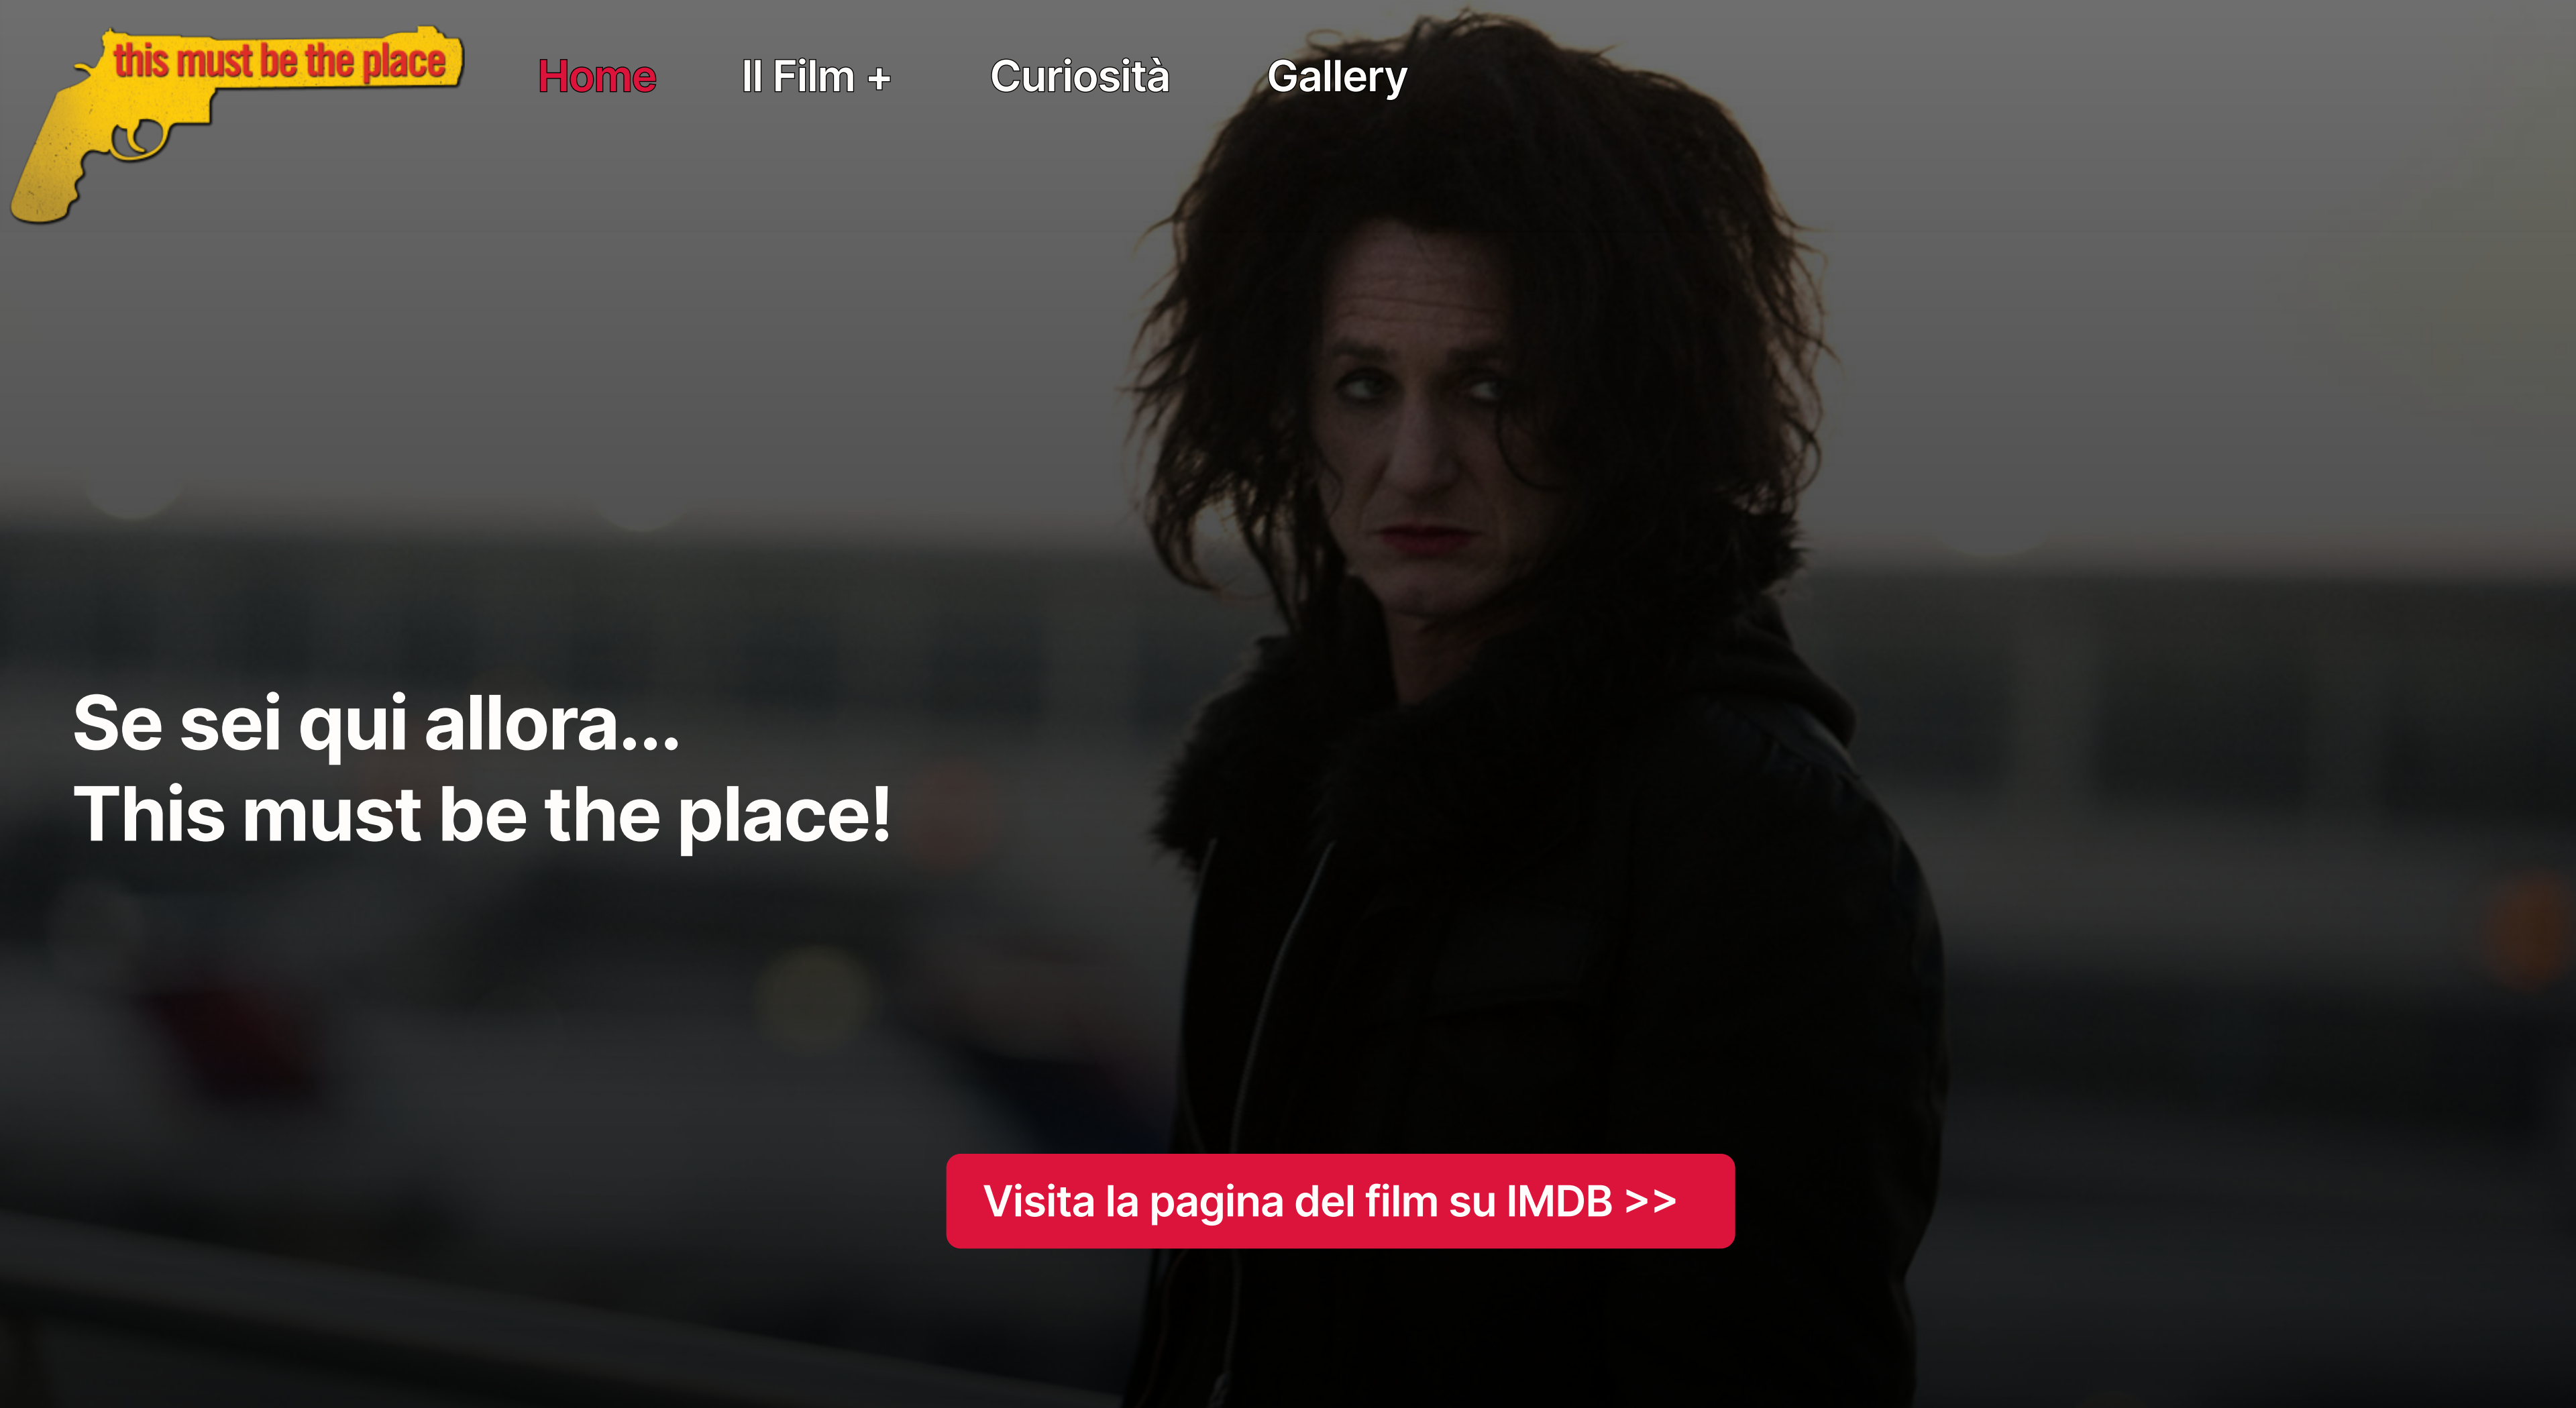 this must be the place
Home
Il Film +
Curiosità
Gallery
Se sei qui allora...
This must be the place!
Visita la pagina del film su IMDB >>